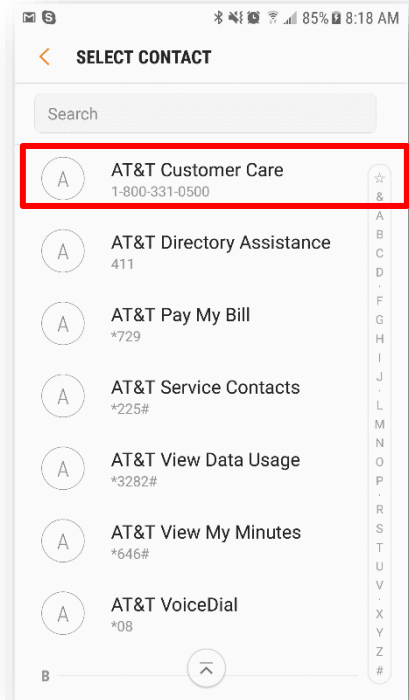 85% 8:18 AM
SELECT CONTACT
Search
A AT&T Customer Care
1-800-331-0500
A AT&T Directory Assistance
411
A AT&T Pay My Bill
*729
A AT&T Service Contacts
*225#
A AT&T View Data Usage
*3282#
A AT&T View My Minutes
*646#
A AT&T VoiceDial
*08
B
&
A
B
C
D
F
G
H
I
J
L
M
N
O
P
R
S
T
U
V
X
Y
Z
#